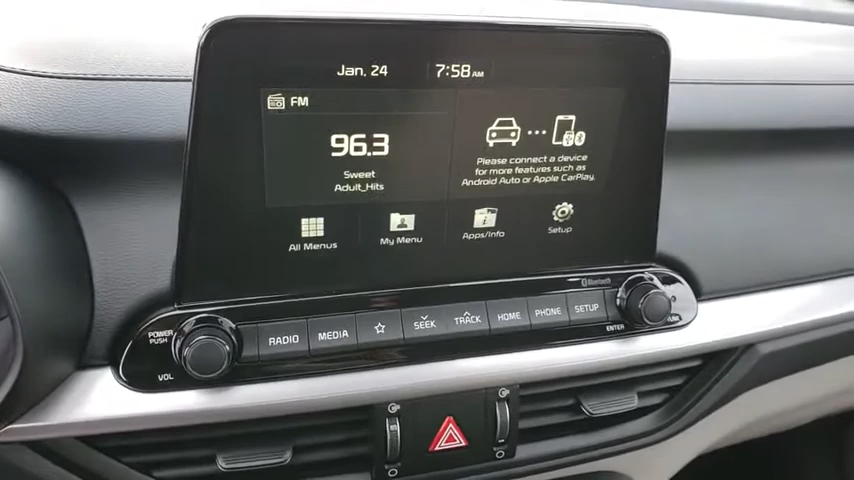 Jan. 24
7:58 AM
FM
96.3
Sweet
Adult_Hits
Please connect a device
for more features such as
Android Auto or Apple CarPlay.
All Menus
My Menu
Apps/Info
Setup
Bluetooth
POWER
PUSH
VOL
RADIO
MEDIA
SEEK
TRACK
HOME
PHONE
SETUP
ENTER
TUNE